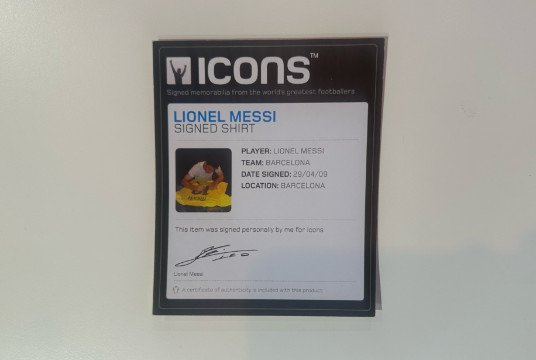 ICONS™
Signed memorabilia from the world's greatest footballers
LIONEL MESSI
SIGNED SHIRT
PLAYER: LIONEL MESSI
TEAM: BARCELONA
DATE SIGNED: 29/04/09
LOCATION: BARCELONA
This item was signed personally by me for icons
Lionel Messi
A certificate of authenticity is included with this product.